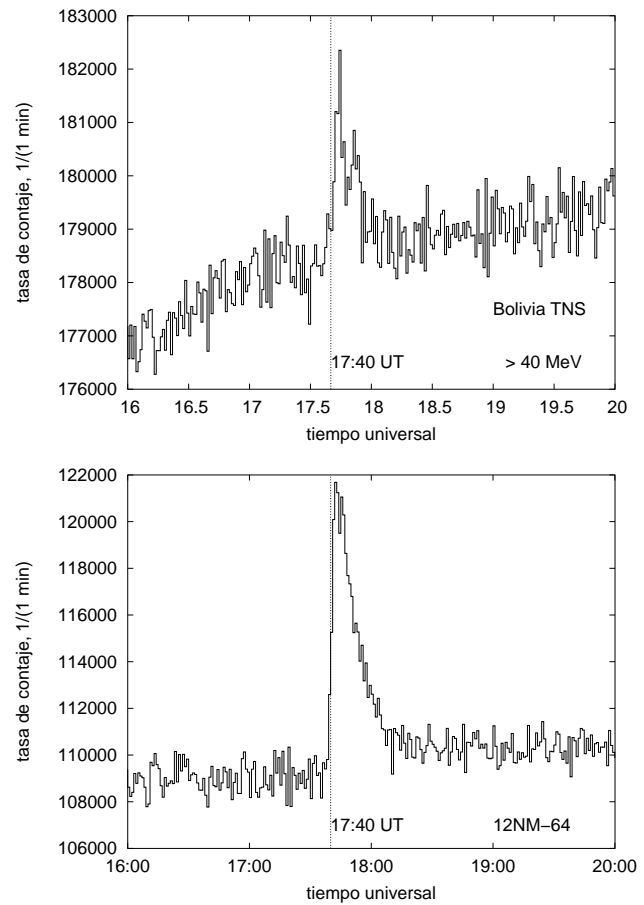 183000
182000
181000
180000
179000
178000
177000
176000
tasa de contaje, 1/(1 min)
Bolivia TNS
17:40 UT
> 40 MeV
16 16.5 17 17.5 18 18.5 19 19.5 20
tiempo universal
122000
120000
118000
116000
114000
112000
110000
108000
106000
tasa de contaje, 1/(1 min)
17:40 UT
12NM−64
16:00 17:00 18:00 19:00 20:00
tiempo universal